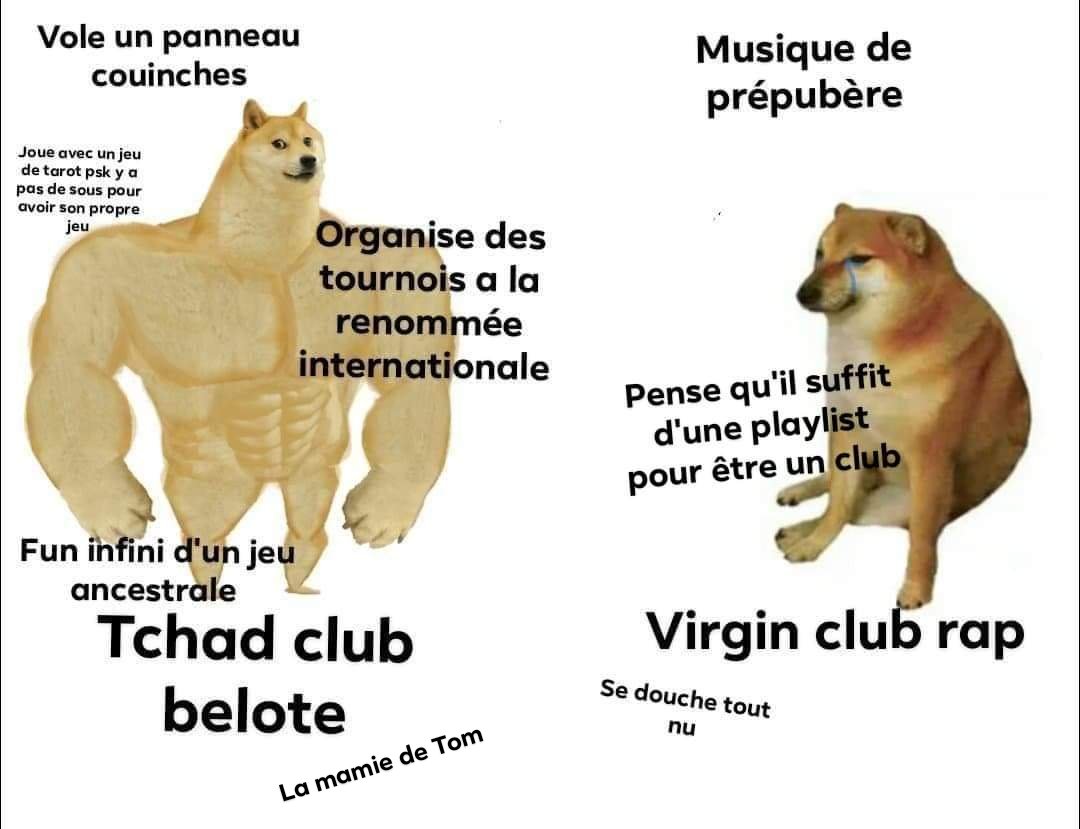 Vole un panneau
couinches
Joue avec un jeu
de tarot psk y a
pas de sous pour
avoir son propre
jeu
Organise des
tournois a la
renommée
internationale
Fun infini d'un jeu
ancestrale
Tchad club
belote
La mamie de Tom
Musique de
prépubère
Pense qu'il suffit
d'une playlist
pour être un club
Virgin club rap
Se douche tout
nu